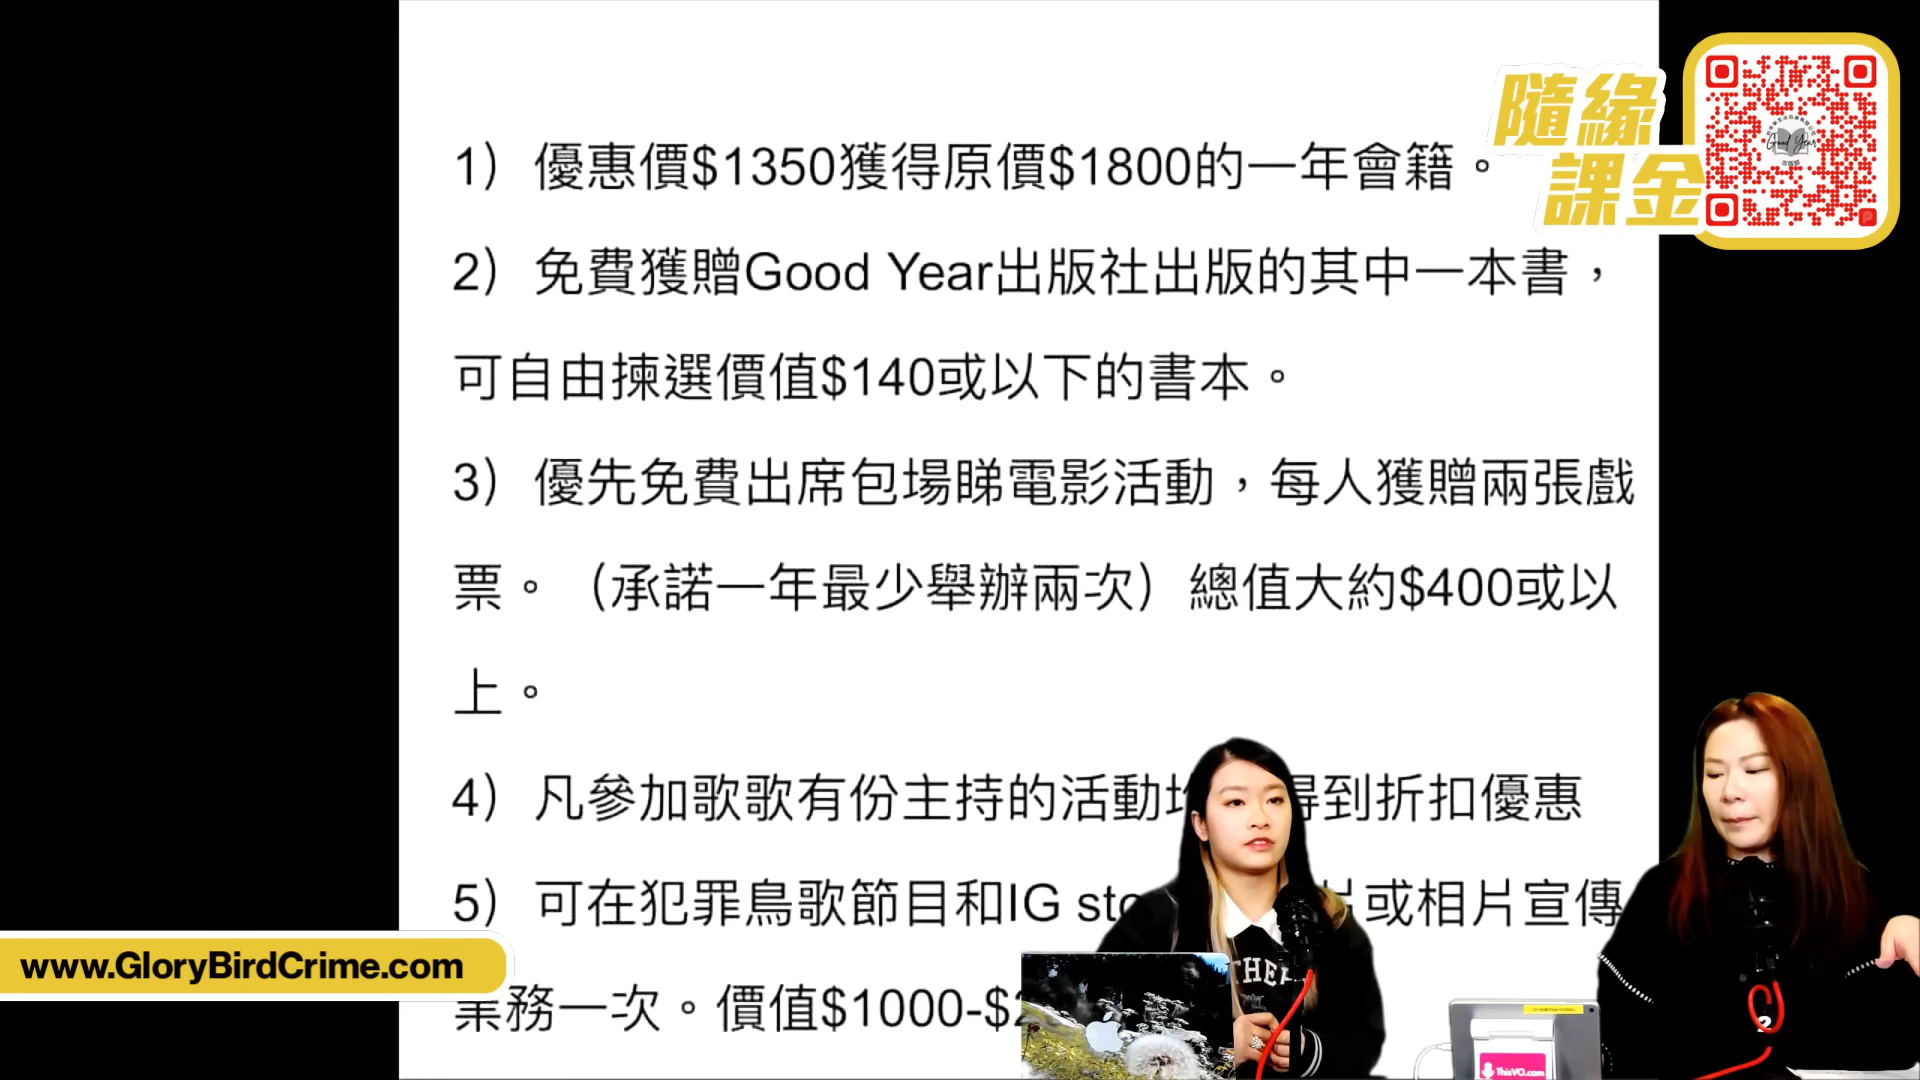 1）優惠價$1350獲得原價$1800的一年會籍。
2）免費獲贈Good Year出版社出版的其中一本書，
可自由揀選價值$140或以下的書本。
3）優先免費出席包場睇電影活動，每人獲贈兩張戲
票。（承諾一年最少舉辦兩次）總值大約$400或以
上。
4）凡參加歌歌有份主持的活動 得到折扣優惠
5）可在犯罪鳥歌節目和IG sto 或相片宣傳
業務一次。價值$1000-$
隨緣
課金
Good Year
www.GloryBirdCrime.com
THE
ThisVO.com